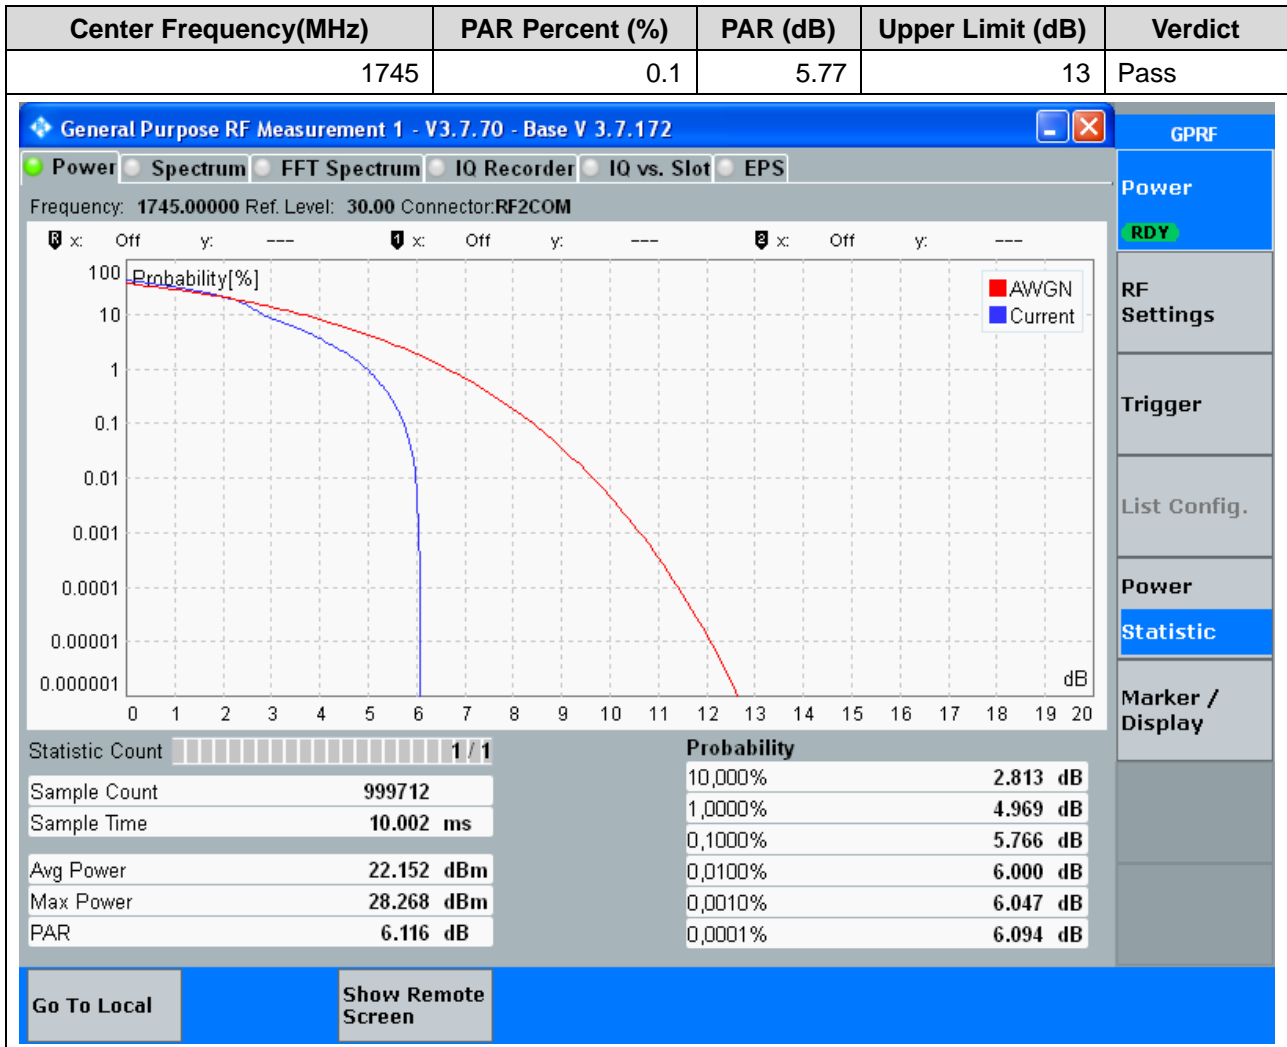 Center Frequency(MHz) PAR Percent (%) PAR (dB) Upper Limit (dB) Verdict
1745 0.1 5.77 13 Pass
General Purpose RF Measurement 1 - V3.7.70 - Base V 3.7.172
GPRF
Power Spectrum FFT Spectrum IQ Recorder IQ vs. Slot EPS
Power
RDY
Frequency: 1745.00000 Ref. Level: 30.00 Connector:RF2COM
R x: Off y: --- 1 x: Off y: --- 2 x: Off y: ---
Probability[%]
AWGN
Current
100
10
1
0.1
0.01
0.001
0.0001
0.00001
0.000001
dB
0 1 2 3 4 5 6 7 8 9 10 11 12 13 14 15 16 17 18 19 20
RF
Settings
Trigger
List Config.
Power
Statistic
Marker /
Display
Statistic Count 1 / 1
Sample Count 999712
Sample Time 10.002 ms
Avg Power 22.152 dBm
Max Power 28.268 dBm
PAR 6.116 dB
Probability
10,000% 2.813 dB
1,0000% 4.969 dB
0,1000% 5.766 dB
0,0100% 6.000 dB
0,0010% 6.047 dB
0,0001% 6.094 dB
Go To Local
Show Remote
Screen